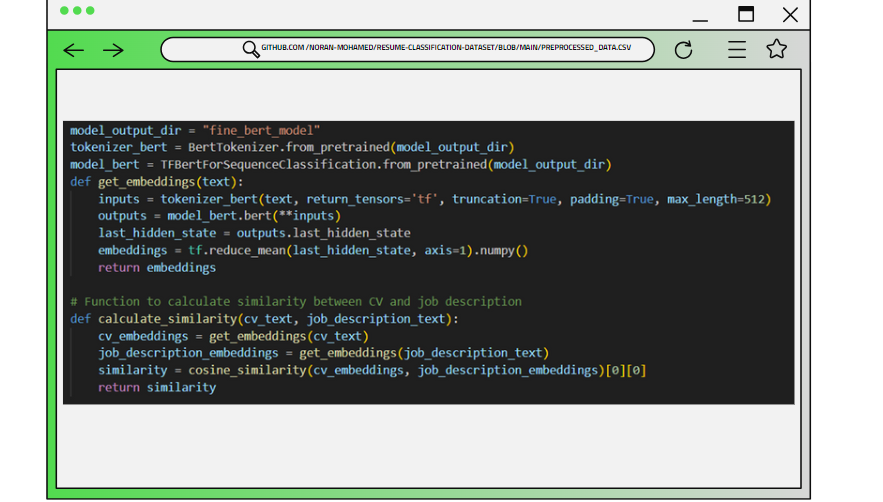 GITHUB.COM /NORAN-MOHAMED/RESUME-CLASSIFICATION-DATASET/BLOB/MAIN/PREPROCESSED_DATA.CSV
model_output_dir = "fine_bert_model"
tokenizer_bert = BertTokenizer.from_pretrained(model_output_dir)
model_bert = TFBertForSequenceClassification.from_pretrained(model_output_dir)
def get_embeddings(text):
    inputs = tokenizer_bert(text, return_tensors='tf', truncation=True, padding=True, max_length=512)
    outputs = model_bert.bert(**inputs)
    last_hidden_state = outputs.last_hidden_state
    embeddings = tf.reduce_mean(last_hidden_state, axis=1).numpy()
    return embeddings
# Function to calculate similarity between CV and job description
def calculate_similarity(cv_text, job_description_text):
    cv_embeddings = get_embeddings(cv_text)
    job_description_embeddings = get_embeddings(job_description_text)
    similarity = cosine_similarity(cv_embeddings, job_description_embeddings)[0][0]
    return similarity